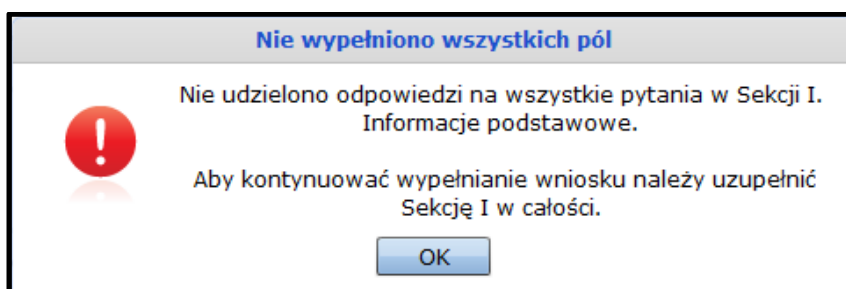 Nie wypełniono wszystkich pól
Nie udzielono odpowiedzi na wszystkie pytania w Sekcji I.
Informacje podstawowe.
Aby kontynuować wypełnianie wniosku należy uzupełnić
Sekcję I w całości.
OK